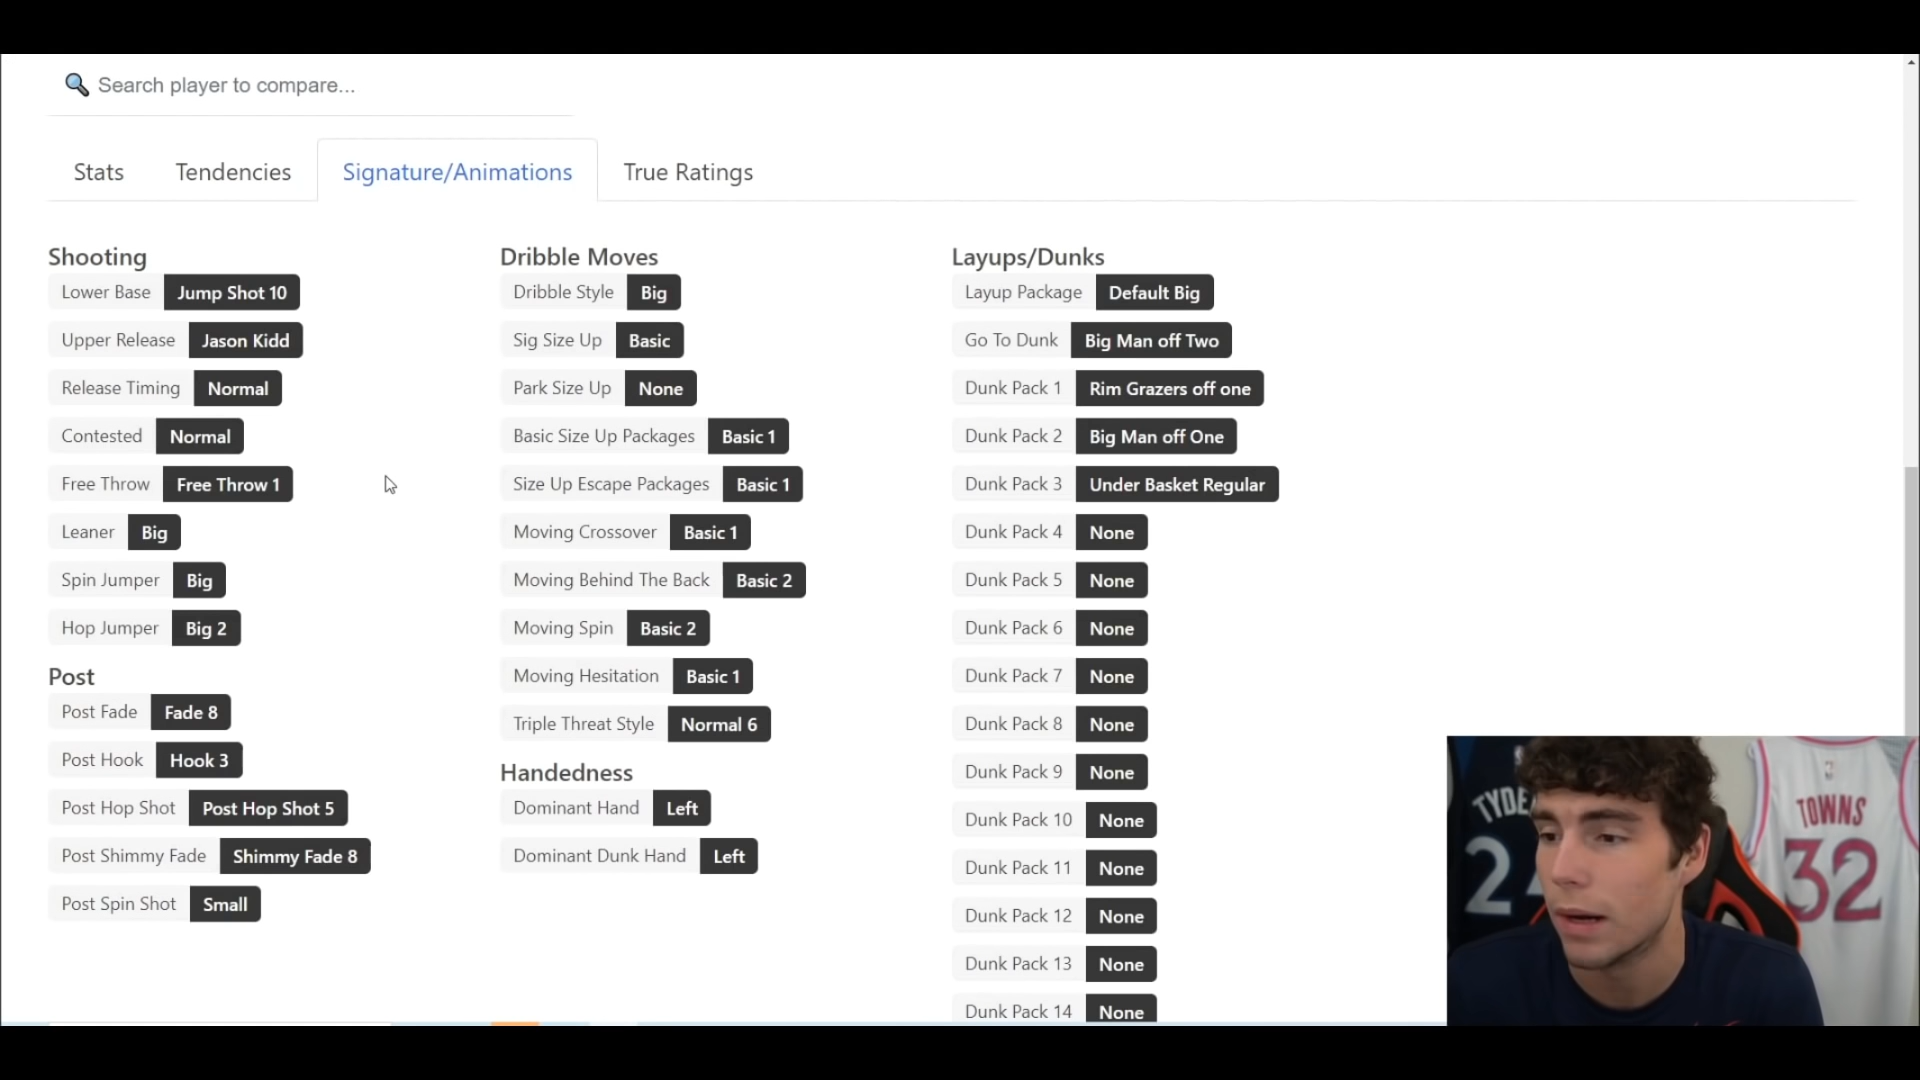 Search player to compare...
Stats
Tendencies
Signature/Animations
True Ratings
Shooting
Lower Base Jump Shot 10
Upper Release Jason Kidd
Release Timing Normal
Contested Normal
Free Throw Free Throw 1
Leaner Big
Spin Jumper Big
Hop Jumper Big 2
Post
Post Fade Fade 8
Post Hook Hook 3
Post Hop Shot Post Hop Shot 5
Post Shimmy Fade Shimmy Fade 8
Post Spin Shot Small
Dribble Moves
Dribble Style Big
Sig Size Up Basic
Park Size Up None
Basic Size Up Packages Basic 1
Size Up Escape Packages Basic 1
Moving Crossover Basic 1
Moving Behind The Back Basic 2
Moving Spin Basic 2
Moving Hesitation Basic 1
Triple Threat Style Normal 6
Handedness
Dominant Hand Left
Dominant Dunk Hand Left
Layups/Dunks
Layup Package Default Big
Go To Dunk Big Man off Two
Dunk Pack 1 Rim Grazers off one
Dunk Pack 2 Big Man off One
Dunk Pack 3 Under Basket Regular
Dunk Pack 4 None
Dunk Pack 5 None
Dunk Pack 6 None
Dunk Pack 7 None
Dunk Pack 8 None
Dunk Pack 9 None
Dunk Pack 10 None
Dunk Pack 11 None
Dunk Pack 12 None
Dunk Pack 13 None
Dunk Pack 14 None
TOWNS
32